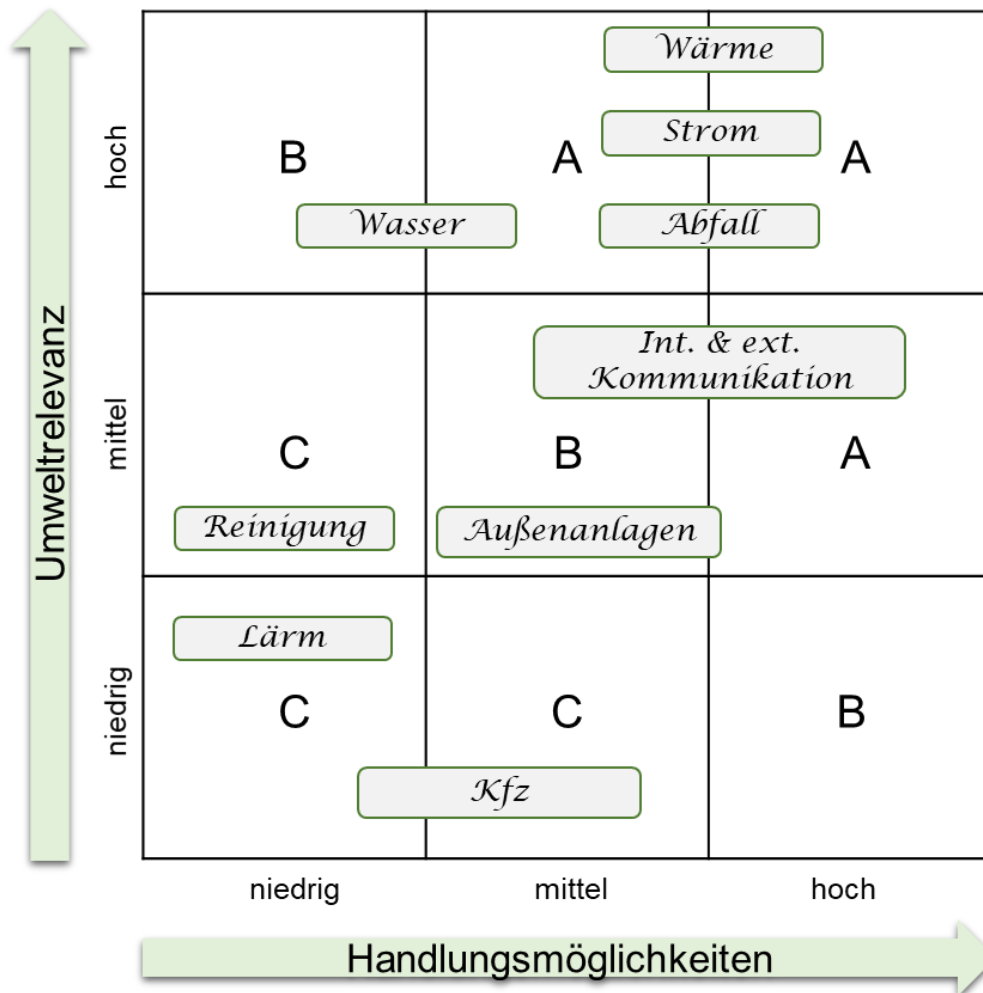 Umweltrelevanz
hoch
Wärme
Strom
B
A
A
Wasser
Abfall
mittel
Int. & ext.
Kommunikation
C
B
A
Reinigung
Außenanlagen
niedrig
Lärm
C
C
B
Kfz
niedrig
mittel
hoch
Handlungsmöglichkeiten